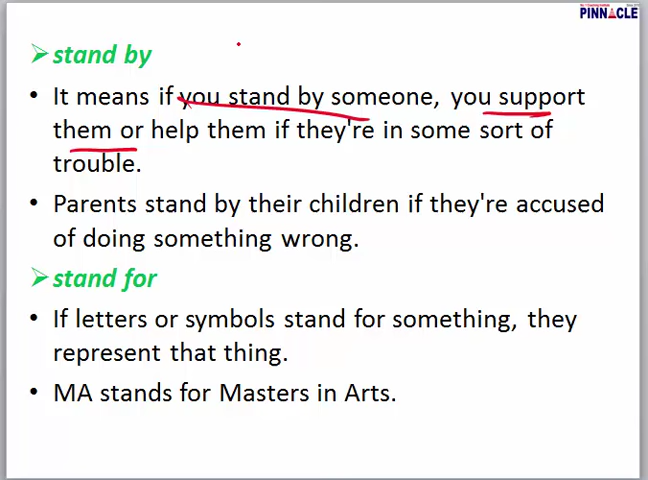 PINNACLE
stand by
It means if you stand by someone, you support
them or help them if they're in some sort of
trouble.
Parents stand by their children if they're accused
of doing something wrong.
stand for
If letters or symbols stand for something, they
represent that thing.
MA stands for Masters in Arts.